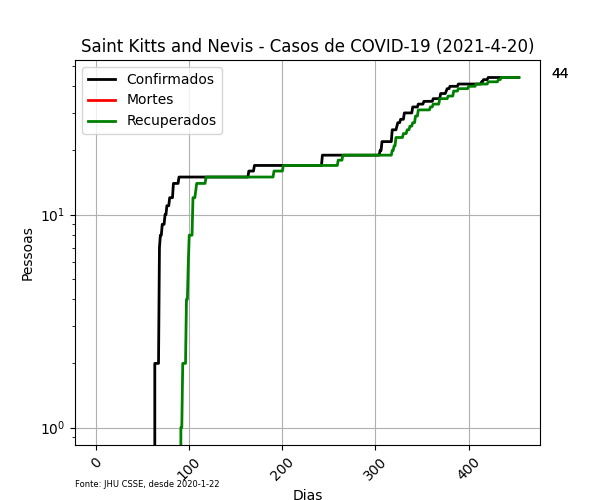 Saint Kitts and Nevis - Casos de COVID-19 (2021-4-20)
44
Confirmados
Mortes
Recuperados
10¹
10⁰
Pessoas
0
100
200
300
400
Fonte: JHU CSSE, desde 2020-1-22
Dias